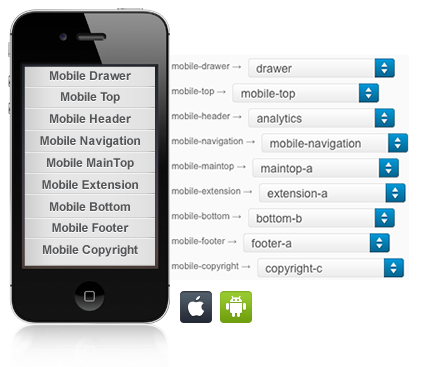 Mobile Drawer
Mobile Top
Mobile Header
Mobile Navigation
Mobile MainTop
Mobile Extension
Mobile Bottom
Mobile Footer
Mobile Copyright
mobile-drawer → drawer
mobile-top → mobile-top
mobile-header → analytics
mobile-navigation → mobile-navigation
mobile-maintop → maintop-a
mobile-extension → extension-a
mobile-bottom → bottom-b
mobile-footer → footer-a
mobile-copyright → copyright-c